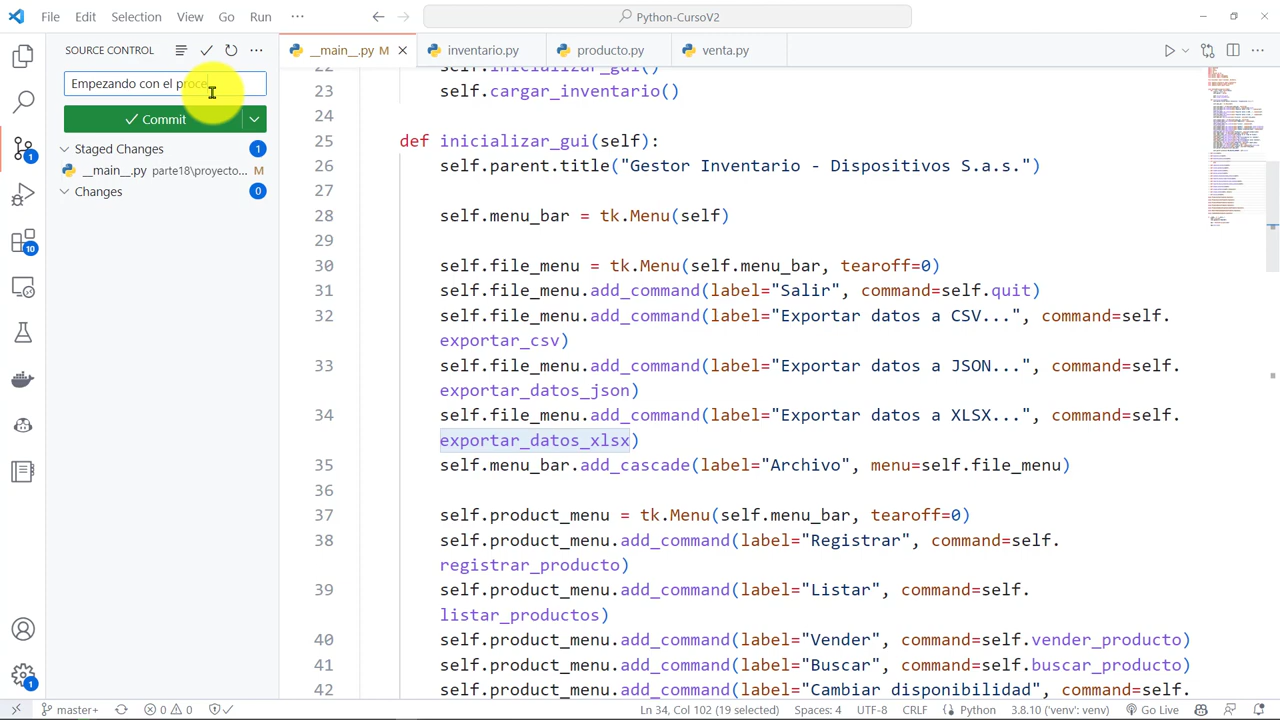 File Edit Selection View Go Run ···
Python-CursoV2
SOURCE CONTROL
__main__.py M
inventario.py
producto.py
venta.py
Empezando con el proce
Commit
Staged Changes 1
__main__.py parte18\proyecto... M
Changes 0
22 self.inicializar_gui()
23 self.cargar_inventario()
24
25 def inicializar_gui(self):
26
27
28 self.menu_bar = tk.Menu(self)
29
30 self.file_menu = tk.Menu(self.menu_bar, tearoff=0)
31 self.file_menu.add_command(label="Salir", command=self.quit)
32 self.file_menu.add_command(label="Exportar datos a CSV...", command=self.
exportar_csv)
33 self.file_menu.add_command(label="Exportar datos a JSON...", command=self.
exportar_datos_json)
34 self.file_menu.add_command(label="Exportar datos a XLSX...", command=self.
exportar_datos_xlsx)
35 self.menu_bar.add_cascade(label="Archivo", menu=self.file_menu)
36
37 self.product_menu = tk.Menu(self.menu_bar, tearoff=0)
38 self.product_menu.add_command(label="Registrar", command=self.
registrar_producto)
39 self.product_menu.add_command(label="Listar", command=self.
listar_productos)
40 self.product_menu.add_command(label="Vender", command=self.vender_producto)
41 self.product_menu.add_command(label="Buscar", command=self.buscar_producto)
42 self.product_menu.add_command(label="Cambiar disponibilidad", command=self.
1
10
1
master+ 0 0 Ln 34, Col 102 (19 selected) Spaces: 4 UTF-8 CRLF Python 3.8.10 ('venv': venv) Go Live